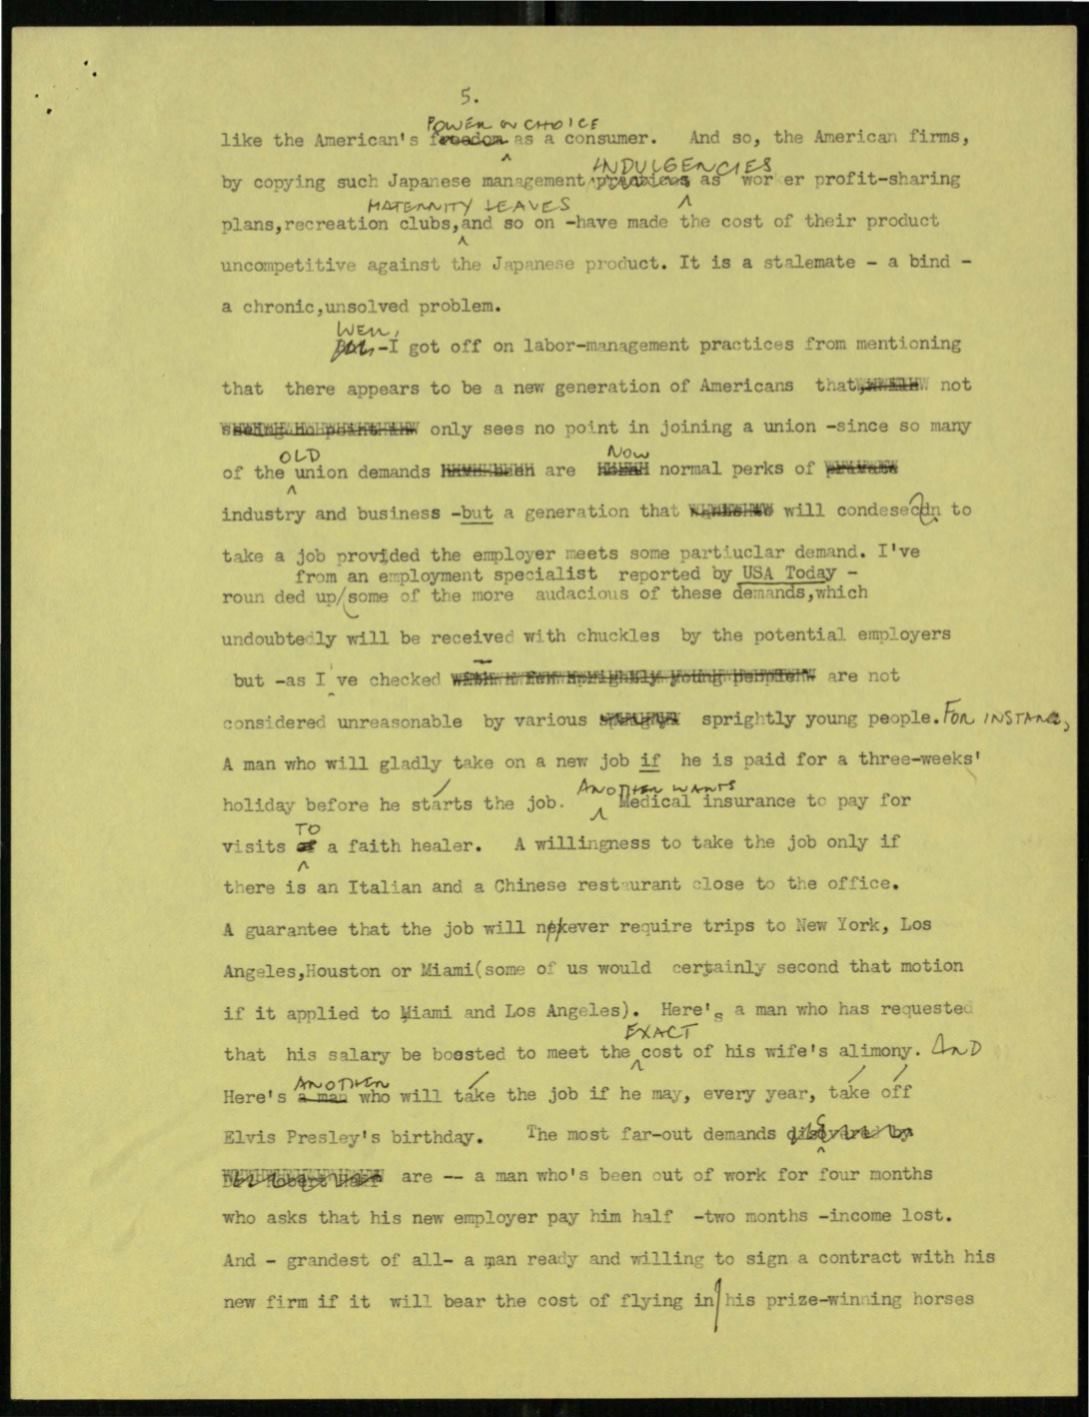 5.
POWER OR CHOICE
like the American's freedom as a consumer. And so, the American firms,
INDULGENCIES
by copying such Japanese management practices as wor er profit-sharing
MATERNITY LEAVES
plans,recreation clubs,and so on -have made the cost of their product
uncompetitive against the Japanese product. It is a stalemate - a bind -
a chronic,unsolved problem.
WELL,
-I got off on labor-management practices from mentioning
that there appears to be a new generation of Americans that, not
only sees no point in joining a union -since so many
OLD NOW
of the union demands are normal perks of
industry and business -but a generation that will condesecdn to
take a job provided the employer meets some partiuclar demand. I've
from an employment specialist reported by USA Today -
roun ded up/some of the more audacious of these demands,which
undoubtedly will be received with chuckles by the potential employers
but -as I've checked - with a few sprightly young people are not
considered unreasonable by various sprightly young people. FOR INSTANCE,
A man who will gladly take on a new job if he is paid for a three-weeks'
holiday before he starts the job. ANOTHER WANTS Medical insurance to pay for
TO
visits of a faith healer. A willingness to take the job only if
there is an Italian and a Chinese restaurant close to the office.
A guarantee that the job will never require trips to New York, Los
Angeles,Houston or Miami(some of us would certainly second that motion
if it applied to Miami and Los Angeles). Here's a man who has requested
EXACT
that his salary be boosted to meet the cost of his wife's alimony. AND
ANOTHER
Here's a man who will take the job if he may, every year, take off
Elvis Presley's birthday. The most far-out demands
are -- a man who's been out of work for four months
who asks that his new employer pay him half -two months -income lost.
And - grandest of all- a man ready and willing to sign a contract with his
new firm if it will bear the cost of flying in his prize-winning horses